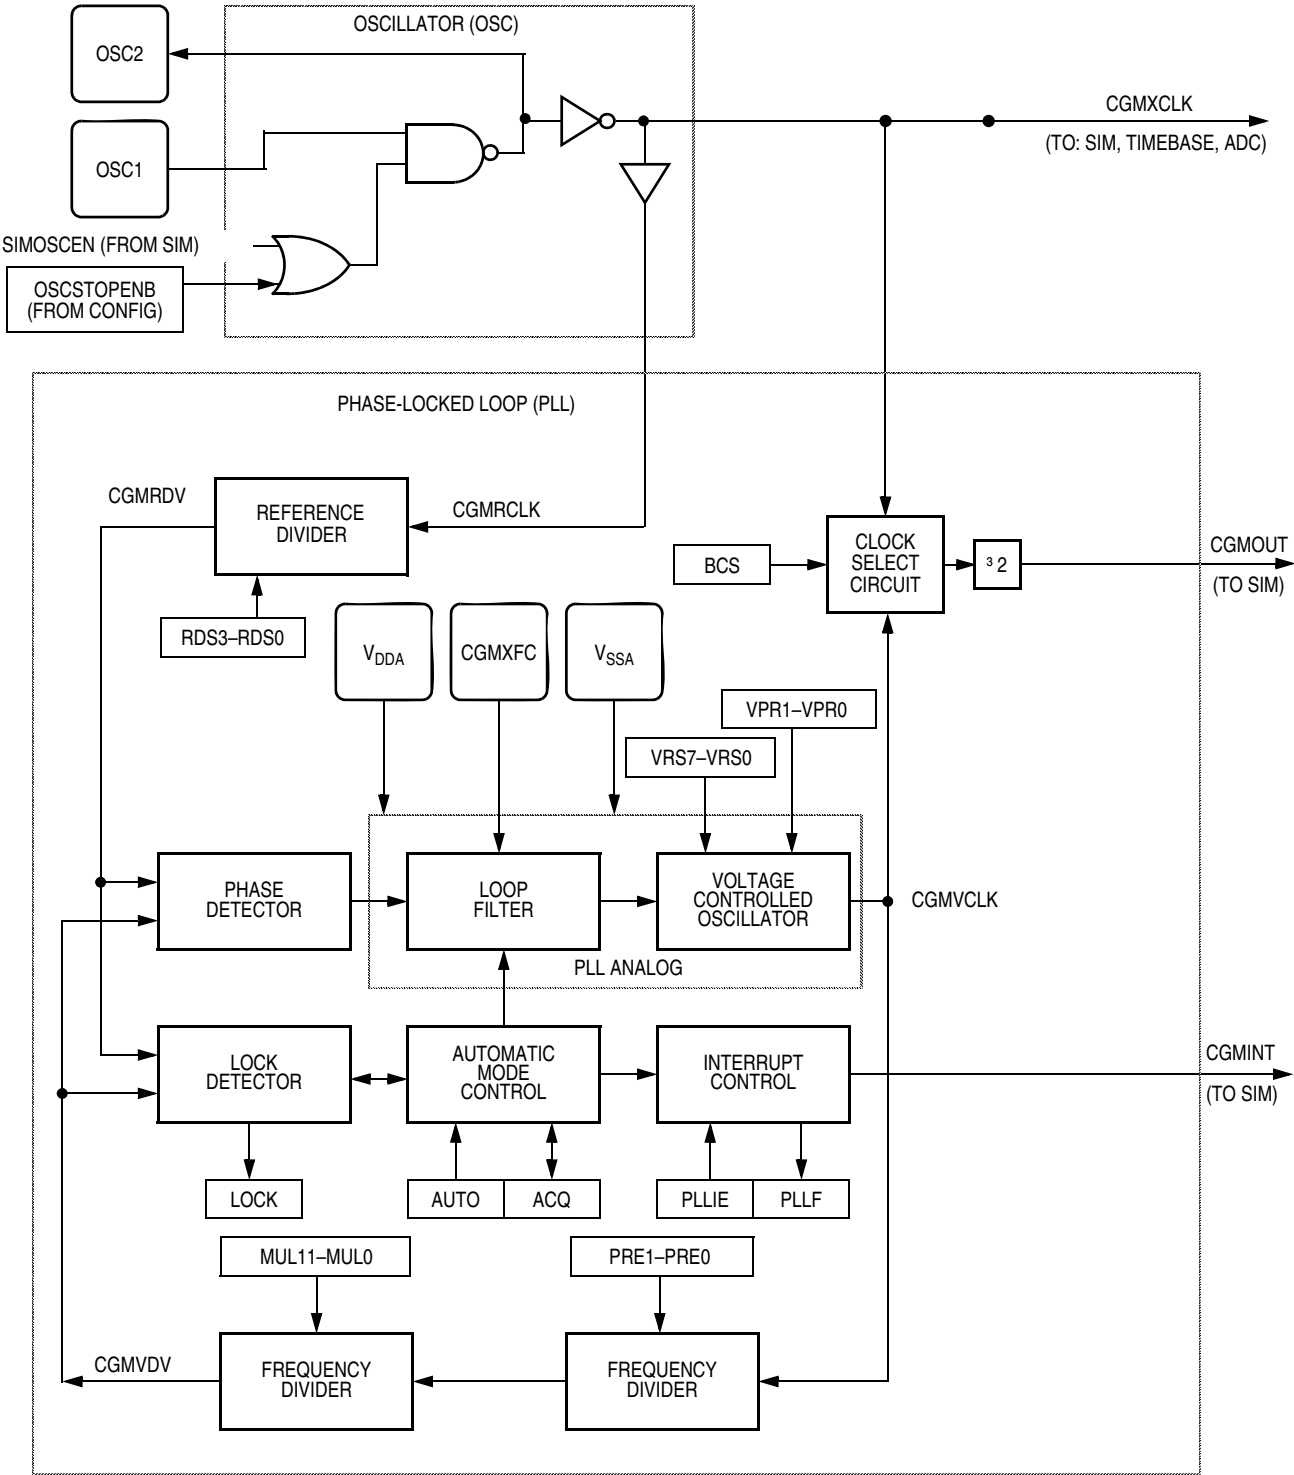 OSCILLATOR (OSC)
OSC2
CGMXCLK
(TO: SIM, TIMEBASE, ADC)
OSC1
SIMOSCEN (FROM SIM)
OSCSTOPENB
(FROM CONFIG)
PHASE-LOCKED LOOP (PLL)
CGMRDV
REFERENCE
DIVIDER
CGMRCLK
BCS
CLOCK
SELECT
CIRCUIT
³ 2
CGMOUT
(TO SIM)
RDS3–RDS0
VDDA
CGMXFC
VSSA
VPR1–VPR0
VRS7–VRS0
PHASE
DETECTOR
LOOP
FILTER
VOLTAGE
CONTROLLED
OSCILLATOR
CGMVCLK
PLL ANALOG
LOCK
DETECTOR
AUTOMATIC
MODE
CONTROL
INTERRUPT
CONTROL
CGMINT
(TO SIM)
LOCK
AUTO
ACQ
PLLIE
PLLF
MUL11–MUL0
PRE1–PRE0
CGMVDV
FREQUENCY
DIVIDER
FREQUENCY
DIVIDER